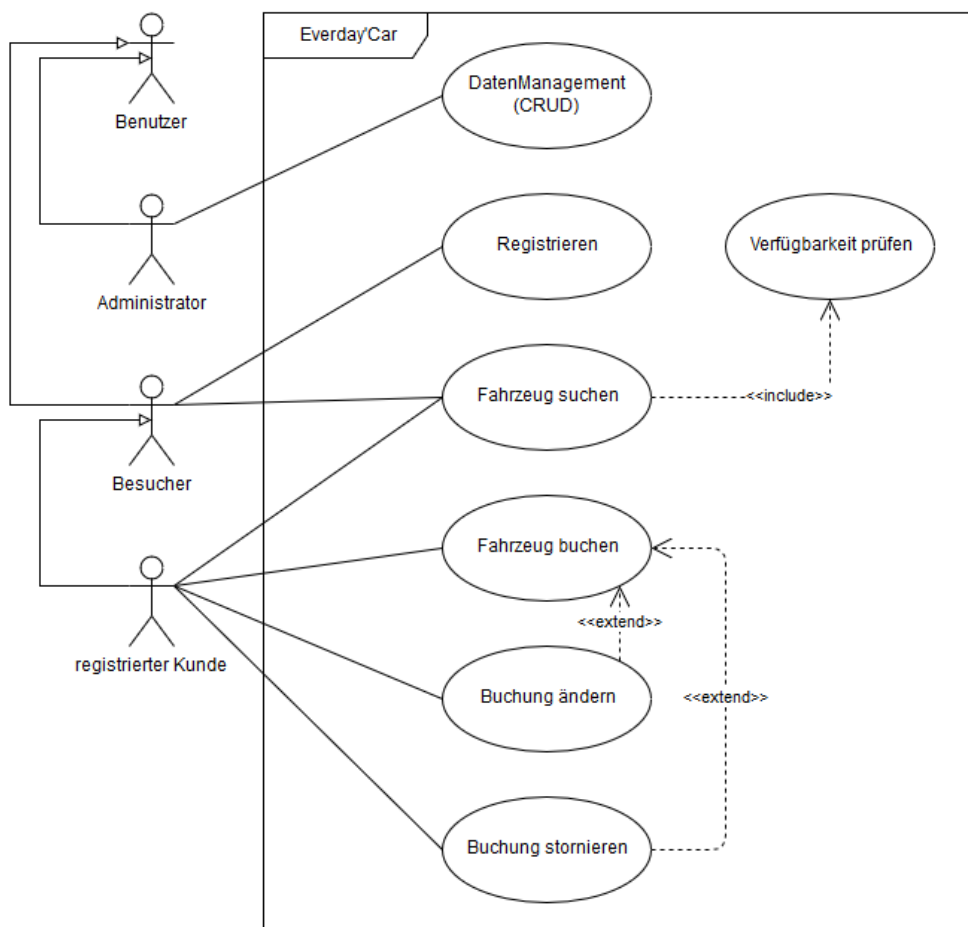 Everday'Car
Benutzer
DatenManagement
(CRUD)
Administrator
Registrieren
Verfügbarkeit prüfen
Besucher
Fahrzeug suchen
<<include>>
registrierter Kunde
Fahrzeug buchen
<<extend>>
Buchung ändern
<<extend>>
Buchung stornieren